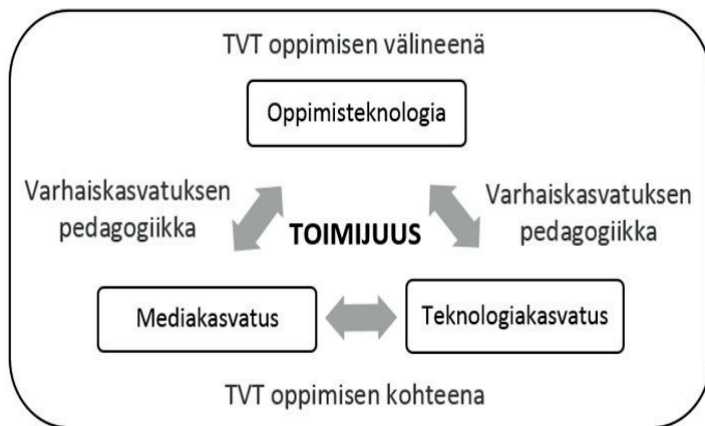 TVT oppimisen välineenä
Oppimisteknologia
Varhaiskasvatuksen
pedagogiikka
TOIMIJUUS
Varhaiskasvatuksen
pedagogiikka
Mediakasvatus
Teknologiakasvatus
TVT oppimisen kohteena